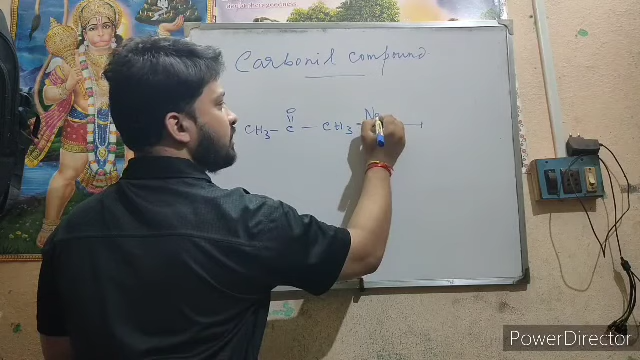 Carbonil compound
O
CH3 - C - CH3 N
PowerDirector